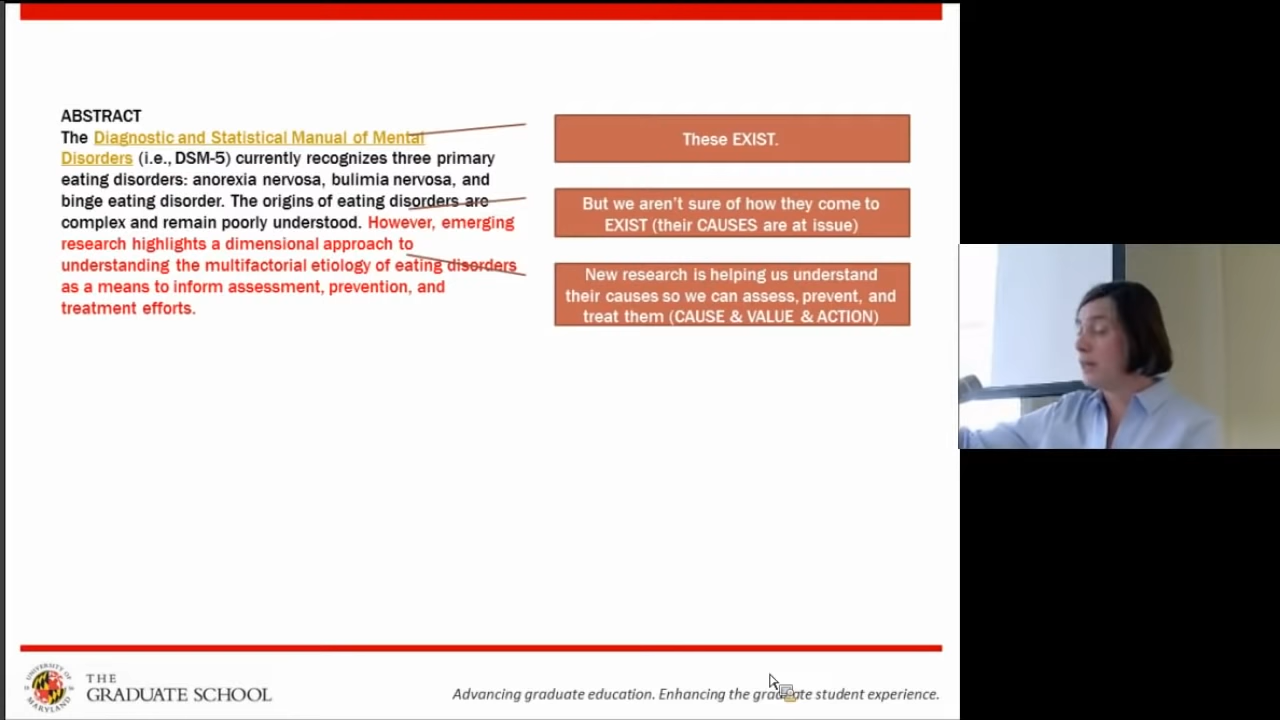 ABSTRACT
The Diagnostic and Statistical Manual of Mental
Disorders (i.e., DSM-5) currently recognizes three primary
eating disorders: anorexia nervosa, bulimia nervosa, and
binge eating disorder. The origins of eating disorders are
complex and remain poorly understood. However, emerging
research highlights a dimensional approach to
understanding the multifactorial etiology of eating disorders
as a means to inform assessment, prevention, and
treatment efforts.
These EXIST.
But we aren't sure of how they come to
EXIST (their CAUSES are at issue)
New research is helping us understand
their causes so we can assess, prevent, and
treat them (CAUSE & VALUE & ACTION)
UNIVERSITY OF
MARYLAND
THE
GRADUATE SCHOOL
Advancing graduate education. Enhancing the graduate student experience.